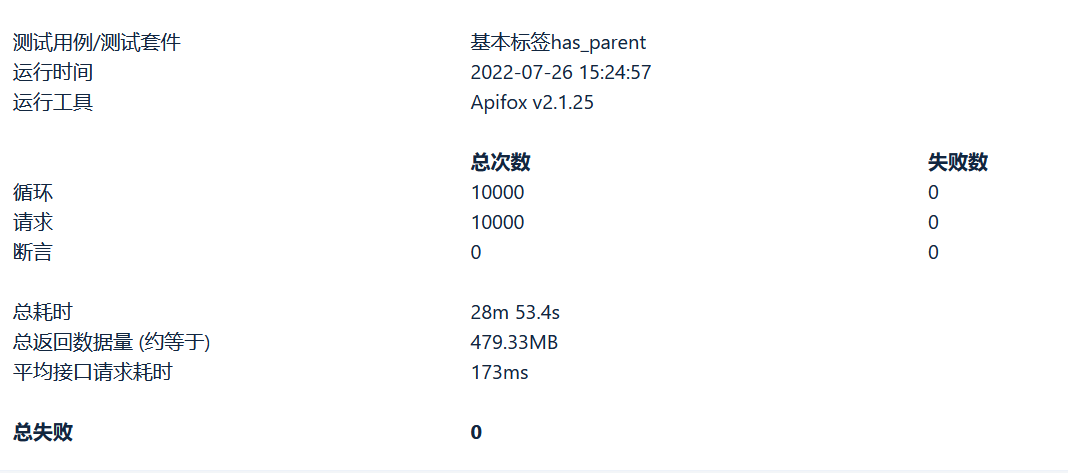 测试用例/测试套件 基本标签has_parent
运行时间 2022-07-26 15:24:57
运行工具 Apifox v2.1.25
总次数 失败数
循环 10000 0
请求 10000 0
断言 0 0
总耗时 28m 53.4s
总返回数据量 (约等于) 479.33MB
平均接口请求耗时 173ms
总失败 0